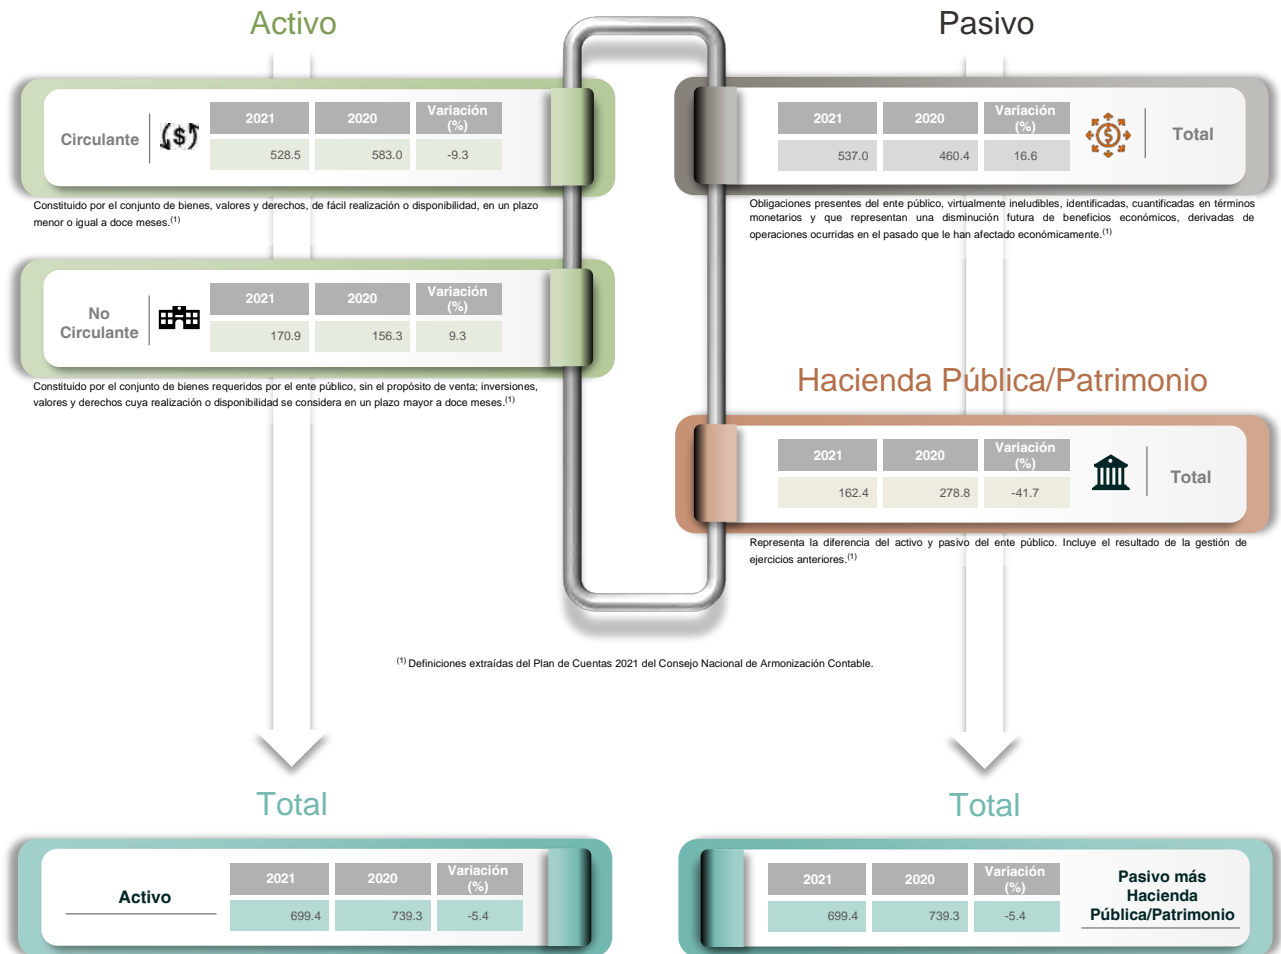 Activo
Circulante
2021 2020 Variación (%)
528.5 583.0 -9.3
Constituido por el conjunto de bienes, valores y derechos, de fácil realización o disponibilidad, en un plazo
menor o igual a doce meses.(1)
No
Circulante
2021 2020 Variación (%)
170.9 156.3 9.3
Constituido por el conjunto de bienes requeridos por el ente público, sin el propósito de venta; inversiones,
valores y derechos cuya realización o disponibilidad se considera en un plazo mayor a doce meses.(1)
Pasivo
2021 2020 Variación (%)
537.0 460.4 16.6
Total
Obligaciones presentes del ente público, virtualmente ineludibles, identificadas, cuantificadas en términos
monetarios y que representan una disminución futura de beneficios económicos, derivadas de
operaciones ocurridas en el pasado que le han afectado económicamente.(1)
Hacienda Pública/Patrimonio
2021 2020 Variación (%)
162.4 278.8 -41.7
Total
Representa la diferencia del activo y pasivo del ente público. Incluye el resultado de la gestión de
ejercicios anteriores.(1)
(1) Definiciones extraídas del Plan de Cuentas 2021 del Consejo Nacional de Armonización Contable.
Total
Activo
2021 2020 Variación (%)
699.4 739.3 -5.4
Total
2021 2020 Variación (%)
699.4 739.3 -5.4
Pasivo más
Hacienda
Pública/Patrimonio